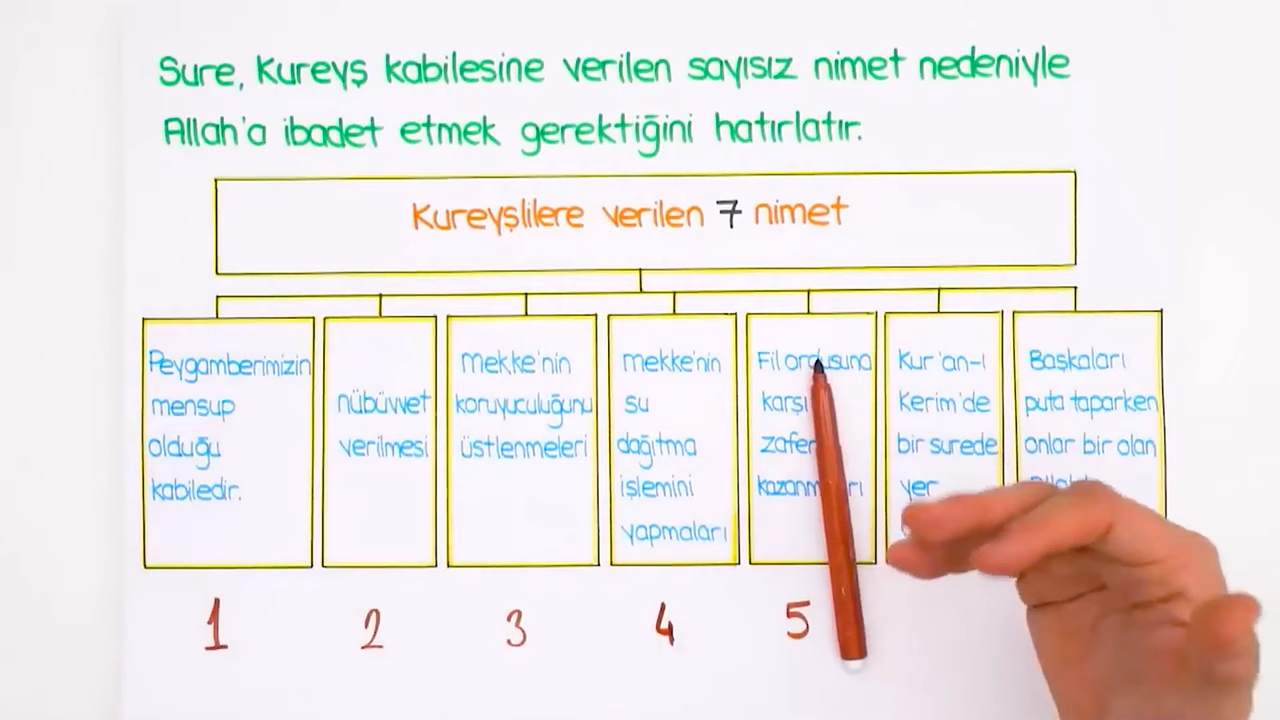 Sure, Kureyş kabilesine verilen sayısız nimet nedeniyle
Allah'a ibadet etmek gerektiğini hatırlatır.
Kureyşlilere verilen 7 nimet
Peygamberimizin
mensup
olduğu
kabiledir.
nübüvvet
verilmesi
mekke'nin
koruyuculuğunu
üstlenmeleri
mekke'nin
su
dağıtma
işlemini
yapmaları
Fil ordusuna
karşı
zafer
Kur'an-ı
Kerim'de
bir surede
yer
Başkaları
puta taparken
onlar bir olan
1
2
3
4
5